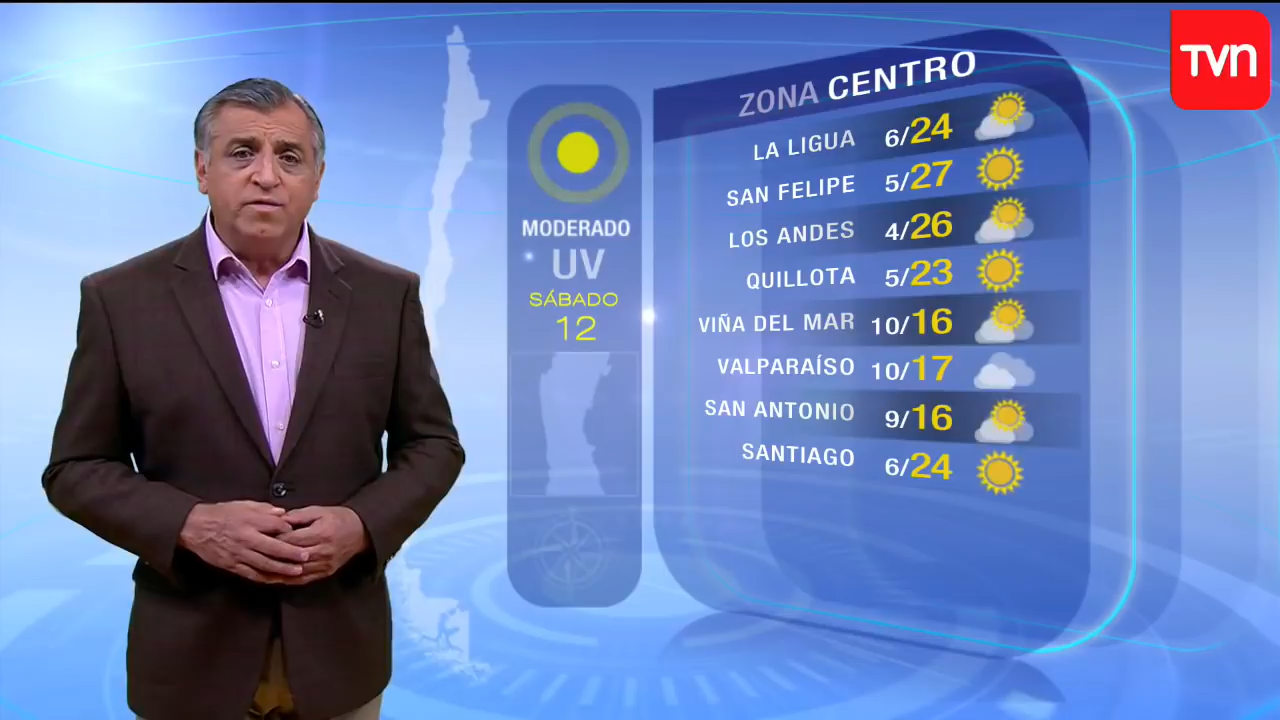 TVN
MODERADO
UV
SÁBADO
12
ZONA CENTRO
LA LIGUA 6/24
SAN FELIPE 5/27
LOS ANDES 4/26
QUILLOTA 5/23
VIÑA DEL MAR 10/16
VALPARAÍSO 10/17
SAN ANTONIO 9/16
SANTIAGO 6/24